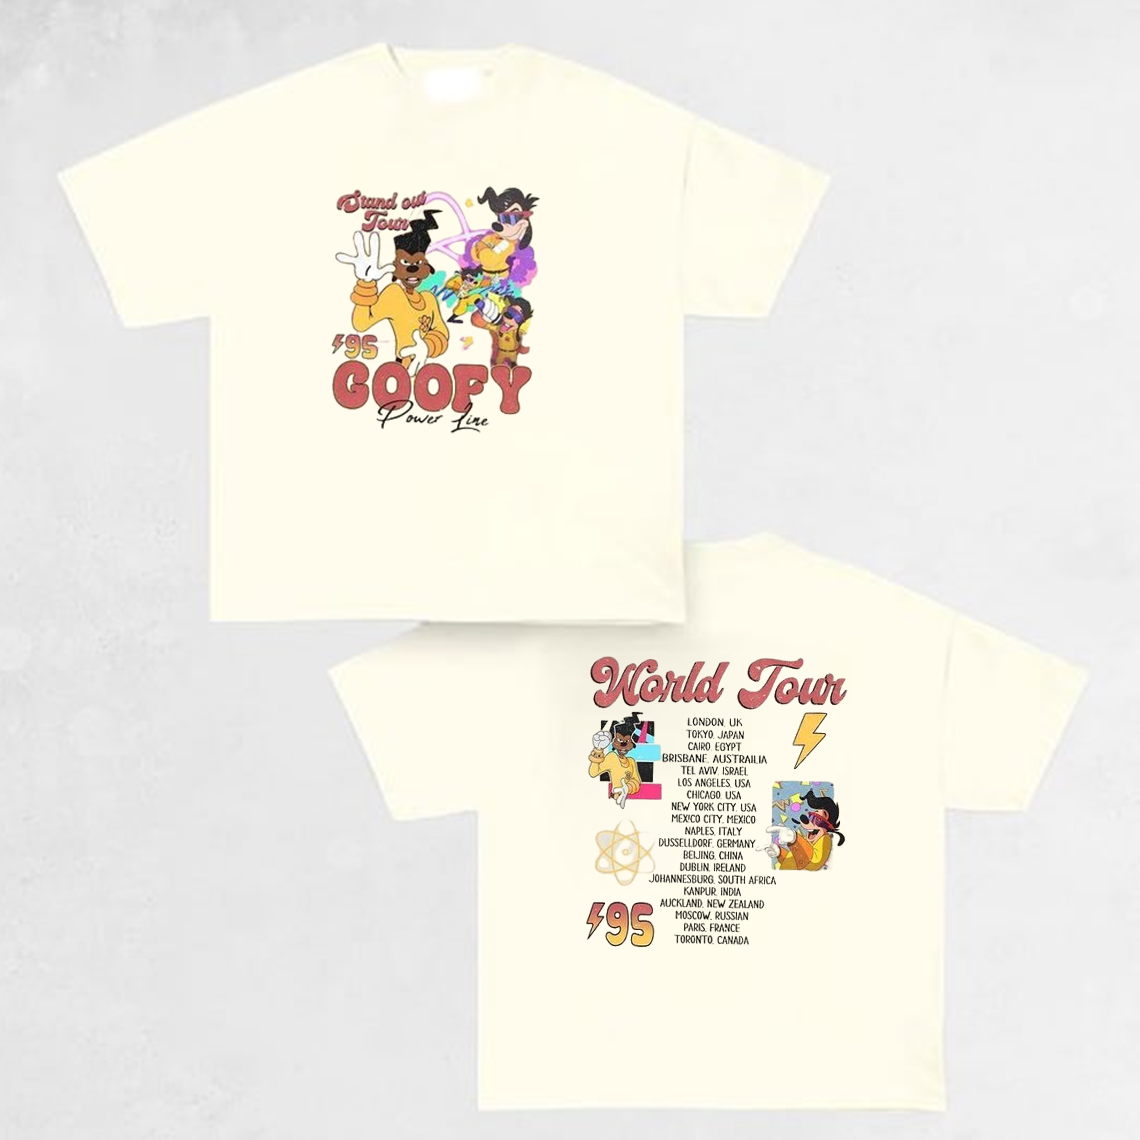 Stand out
Tour
'95
GOOFY
Power Line
World Tour
LONDON, UK
TOKYO, JAPAN
CAIRO, EGYPT
BRISBANE, AUSTRAILIA
TEL AVIV, ISRAEL
LOS ANGELES, USA
CHICAGO, USA
NEW YORK CITY, USA
MEXICO CITY, MEXICO
NAPLES, ITALY
DUSSELLDORF, GERMANY
BEIJING, CHINA
DUBLIN, IRELAND
JOHANNESBURG, SOUTH AFRICA
KANPUR, INDIA
AUCKLAND, NEW ZEALAND
MOSCOW, RUSSIAN
PARIS, FRANCE
TORONTO, CANADA
'95